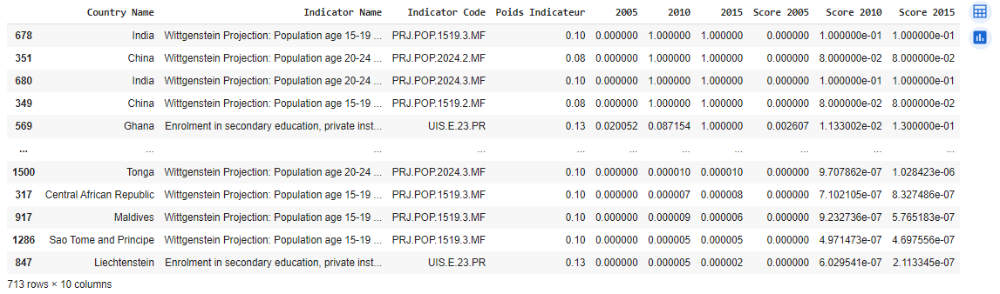 Country Name Indicator Name Indicator Code Poids Indicateur 2005 2010 2015 Score 2005 Score 2010 Score 2015
678 India Wittgenstein Projection: Population age 15-19 ... PRJ.POP.1519.3.MF 0.10 0.000000 1.000000 1.000000 0.000000 1.000000e-01 1.000000e-01
351 China Wittgenstein Projection: Population age 20-24 ... PRJ.POP.2024.2.MF 0.08 0.000000 1.000000 1.000000 0.000000 8.000000e-02 8.000000e-02
680 India Wittgenstein Projection: Population age 20-24 ... PRJ.POP.2024.3.MF 0.10 0.000000 1.000000 1.000000 0.000000 1.000000e-01 1.000000e-01
349 China Wittgenstein Projection: Population age 15-19 ... PRJ.POP.1519.2.MF 0.08 0.000000 1.000000 1.000000 0.000000 8.000000e-02 8.000000e-02
569 Ghana Enrolment in secondary education, private inst... UIS.E.23.PR 0.13 0.020052 0.087154 1.000000 0.002607 1.133002e-02 1.300000e-01
... ... ... ... ... ... ... ... ... ... ...
1500 Tonga Wittgenstein Projection: Population age 20-24 ... PRJ.POP.2024.3.MF 0.10 0.000000 0.000010 0.000010 0.000000 9.707862e-07 1.028423e-06
317 Central African Republic Wittgenstein Projection: Population age 15-19 ... PRJ.POP.1519.3.MF 0.10 0.000000 0.000007 0.000008 0.000000 7.102105e-07 8.327486e-07
917 Maldives Wittgenstein Projection: Population age 15-19 ... PRJ.POP.1519.3.MF 0.10 0.000000 0.000009 0.000006 0.000000 9.232736e-07 5.765183e-07
1286 Sao Tome and Principe Wittgenstein Projection: Population age 15-19 ... PRJ.POP.1519.3.MF 0.10 0.000000 0.000005 0.000005 0.000000 4.971473e-07 4.697556e-07
847 Liechtenstein Enrolment in secondary education, private inst... UIS.E.23.PR 0.13 0.000000 0.000005 0.000002 0.000000 6.029541e-07 2.113345e-07
713 rows × 10 columns